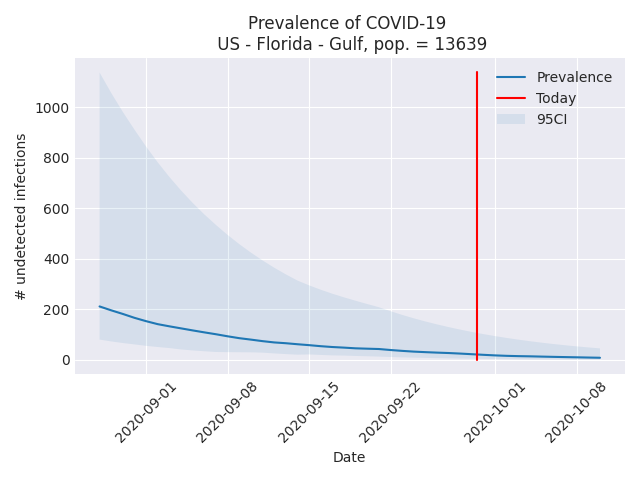 Prevalence of COVID-19
US - Florida - Gulf, pop. = 13639
Prevalence
Today
95CI
1000
800
600
400
200
0
# undetected infections
2020-09-01
2020-09-08
2020-09-15
2020-09-22
2020-10-01
2020-10-08
Date